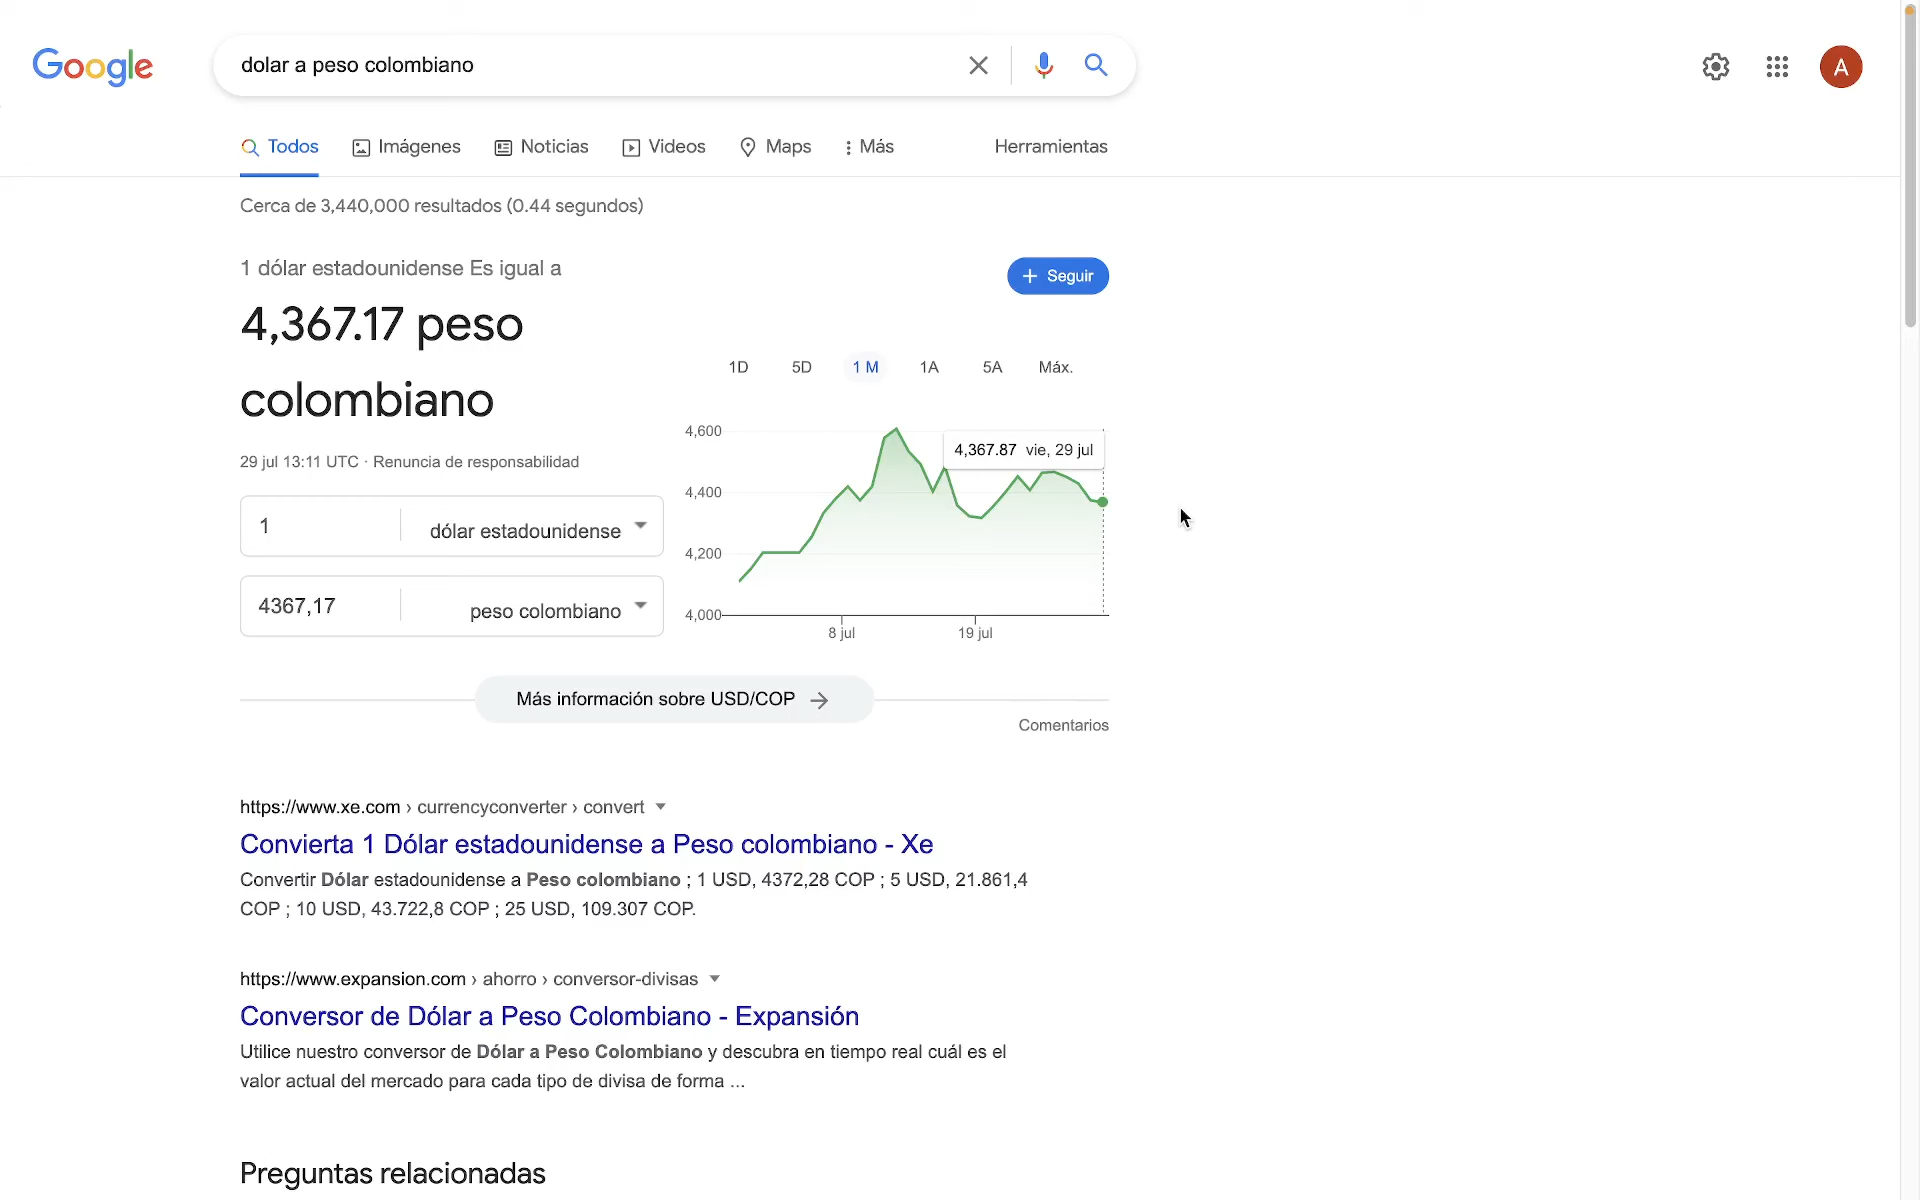 Google
dolar a peso colombiano
A
Todos
Imágenes
Noticias
Videos
Maps
Más
Herramientas
Cerca de 3,440,000 resultados (0.44 segundos)
1 dólar estadounidense Es igual a
4,367.17 peso
colombiano
29 jul 13:11 UTC · Renuncia de responsabilidad
1
dólar estadounidense
4367,17
peso colombiano
+ Seguir
1D 5D 1 M 1A 5A Máx.
4,600
4,367.87 vie, 29 jul
4,400
4,200
4,000
8 jul 19 jul
Más información sobre USD/COP →
Comentarios
https://www.xe.com › currencyconverter › convert
Convierta 1 Dólar estadounidense a Peso colombiano - Xe
Convertir Dólar estadounidense a Peso colombiano ; 1 USD, 4372,28 COP ; 5 USD, 21.861,4
COP ; 10 USD, 43.722,8 COP ; 25 USD, 109.307 COP.
https://www.expansion.com › ahorro › conversor-divisas
Conversor de Dólar a Peso Colombiano - Expansión
Utilice nuestro conversor de Dólar a Peso Colombiano y descubra en tiempo real cuál es el
valor actual del mercado para cada tipo de divisa de forma ...
Preguntas relacionadas